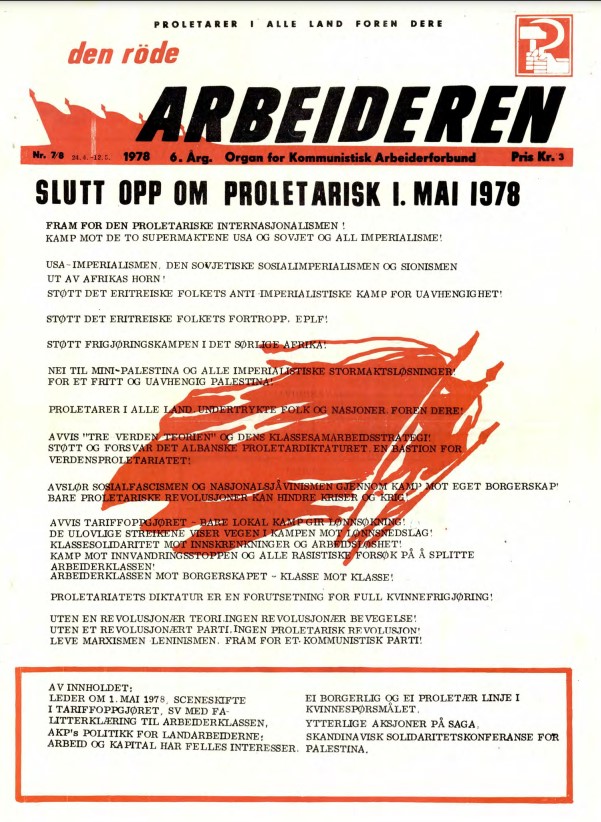 PROLETARER I ALLE LAND FOREN DERE
den röde
ARBEIDEREN
Nr. 7/8 24.4.-12.5. 1978 6. Årg. Organ for Kommunistisk Arbeiderforbund Pris Kr. 3
SLUTT OPP OM PROLETARISK 1. MAI 1978
FRAM FOR DEN PROLETARISKE INTERNASJONALISMEN !
KAMP MOT DE TO SUPERMAKTENE USA OG SOVJET OG ALL IMPERIALISME!
USA-IMPERIALISMEN, DEN SOVJETISKE SOSIALIMPERIALISMEN OG SIONISMEN
UT AV AFRIKAS HORN!
STØTT DET ERITREISKE FOLKETS ANTI-IMPERIALISTISKE KAMP FOR UAVHENGIGHET!
STØTT DET ERITREISKE FOLKETS FORTROPP, EPLF!
STØTT FRIGJØRINGSKAMPEN I DET SØRLIGE AFRIKA!
NEI TIL MINI-PALESTINA OG ALLE IMPERIALISTISKE STORMAKTSLØSNINGER!
FOR ET FRITT OG UAVHENGIG PALESTINA!
PROLETARER I ALLE LAND, UNDERTRYKTE FOLK OG NASJONER, FOREN DERE!
AVVIS "TRE VERDEN TEORIEN" OG DENS KLASSESAMARBEIDSSTRATEGI!
STØTT OG FORSVAR DET ALBANSKE PROLETARDIKTATURET, EN BASTION FOR
VERDENSPROLETARIATET!
AVSLØR SOSIALFASCISMEN OG NASJONALSJÅVINISMEN GJENNOM KAMP MOT EGET BORGERSKAP!
BARE PROLETARISKE REVOLUSJONER KAN HINDRE KRISER OG KRIG!
AVVIS TARIFFOPPGJØRET - BARE LOKAL KAMP GIR LØNNSØKNING!
DE ULOVLIGE STREIKENE VISER VEGEN I KAMPEN MOT LØNNSNEDSLAG!
KLASSESOLIDARITET MOT INNSKRENKNINGER OG ARBEIDSLØSHET!
KAMP MOT INNVANDRINGSSTOPPEN OG ALLE RASISTISKE FORSØK PÅ Å SPLITTE
ARBEIDERKLASSEN!
ARBEIDERKLASSEN MOT BORGERSKAPET - KLASSE MOT KLASSE!
PROLETARIATETS DIKTATUR ER EN FORUTSETNING FOR FULL KVINNEFRIGJØRING!
UTEN EN REVOLUSJONÆR TEORI,INGEN REVOLUSJONÆR BEVEGELSE!
UTEN ET REVOLUSJONÆRT PARTI,INGEN PROLETARISK REVOLUSJON!
LEVE MARXISMEN LENINISMEN, FRAM FOR ET KOMMUNISTISK PARTI!
AV INNHOLDET:
LEDER OM 1.MAI 1978, SCENESKIFTE
I TARIFFOPPGJØRET, SV MED FA-
LITTERKLÆRING TIL ARBEIDERKLASSEN,
AKP's POLITIKK FOR LANDARBEIDERNE:
ARBEID OG KAPITAL HAR FELLES INTERESSER.
EI BORGERLIG OG EI PROLETÆR LINJE I
KVINNESPØRSMÅLET.
YTTERLIGE AKSJONER PÅ SAGA,
SKANDINAVISK SOLIDARITETSKONFERANSE FOR
PALESTINA.